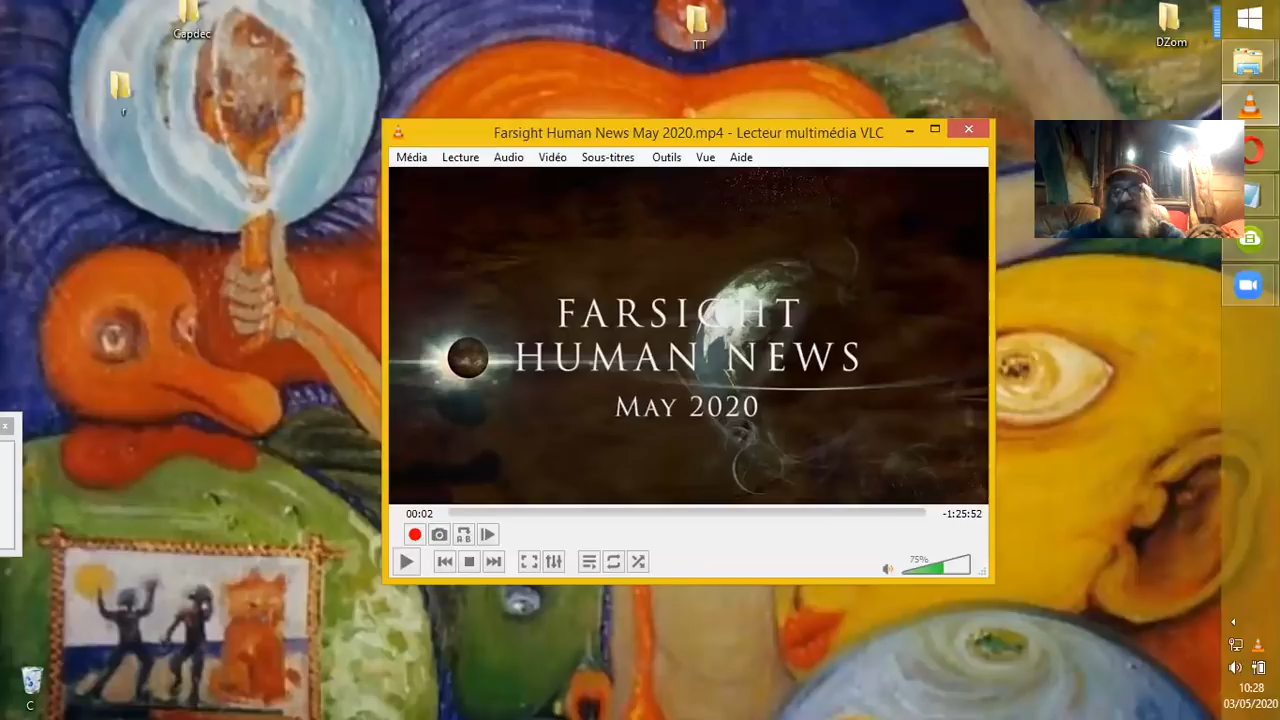 Capdec
TT
DZom
r
Farsight Human News May 2020.mp4 - Lecteur multimédia VLC
Média Lecture Audio Vidéo Sous-titres Outils Vue Aide
FARSIGHT
HUMAN NEWS
MAY 2020
00:02
-1:25:52
75%
C
10:28
03/05/2020